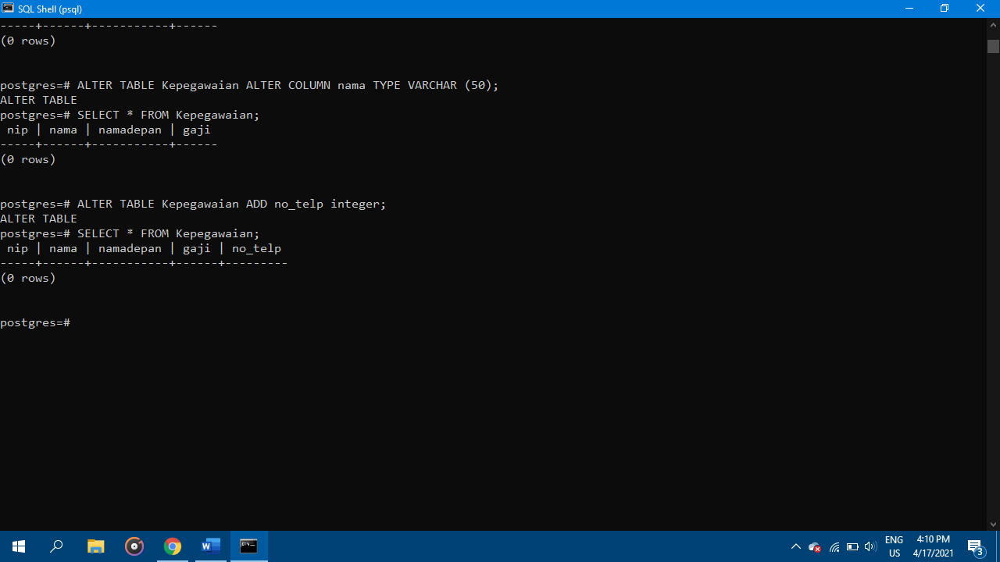 SQL Shell (psql)
-----+------+-----------+------
(0 rows)
postgres=# ALTER TABLE Kepegawaian ALTER COLUMN nama TYPE VARCHAR (50);
ALTER TABLE
postgres=# SELECT * FROM Kepegawaian;
 nip | nama | namadepan | gaji
-----+------+-----------+------
(0 rows)
postgres=# ALTER TABLE Kepegawaian ADD no_telp integer;
ALTER TABLE
postgres=# SELECT * FROM Kepegawaian;
 nip | nama | namadepan | gaji | no_telp
-----+------+-----------+------+---------
(0 rows)
postgres=#
ENG
US
4:10 PM
4/17/2021
3